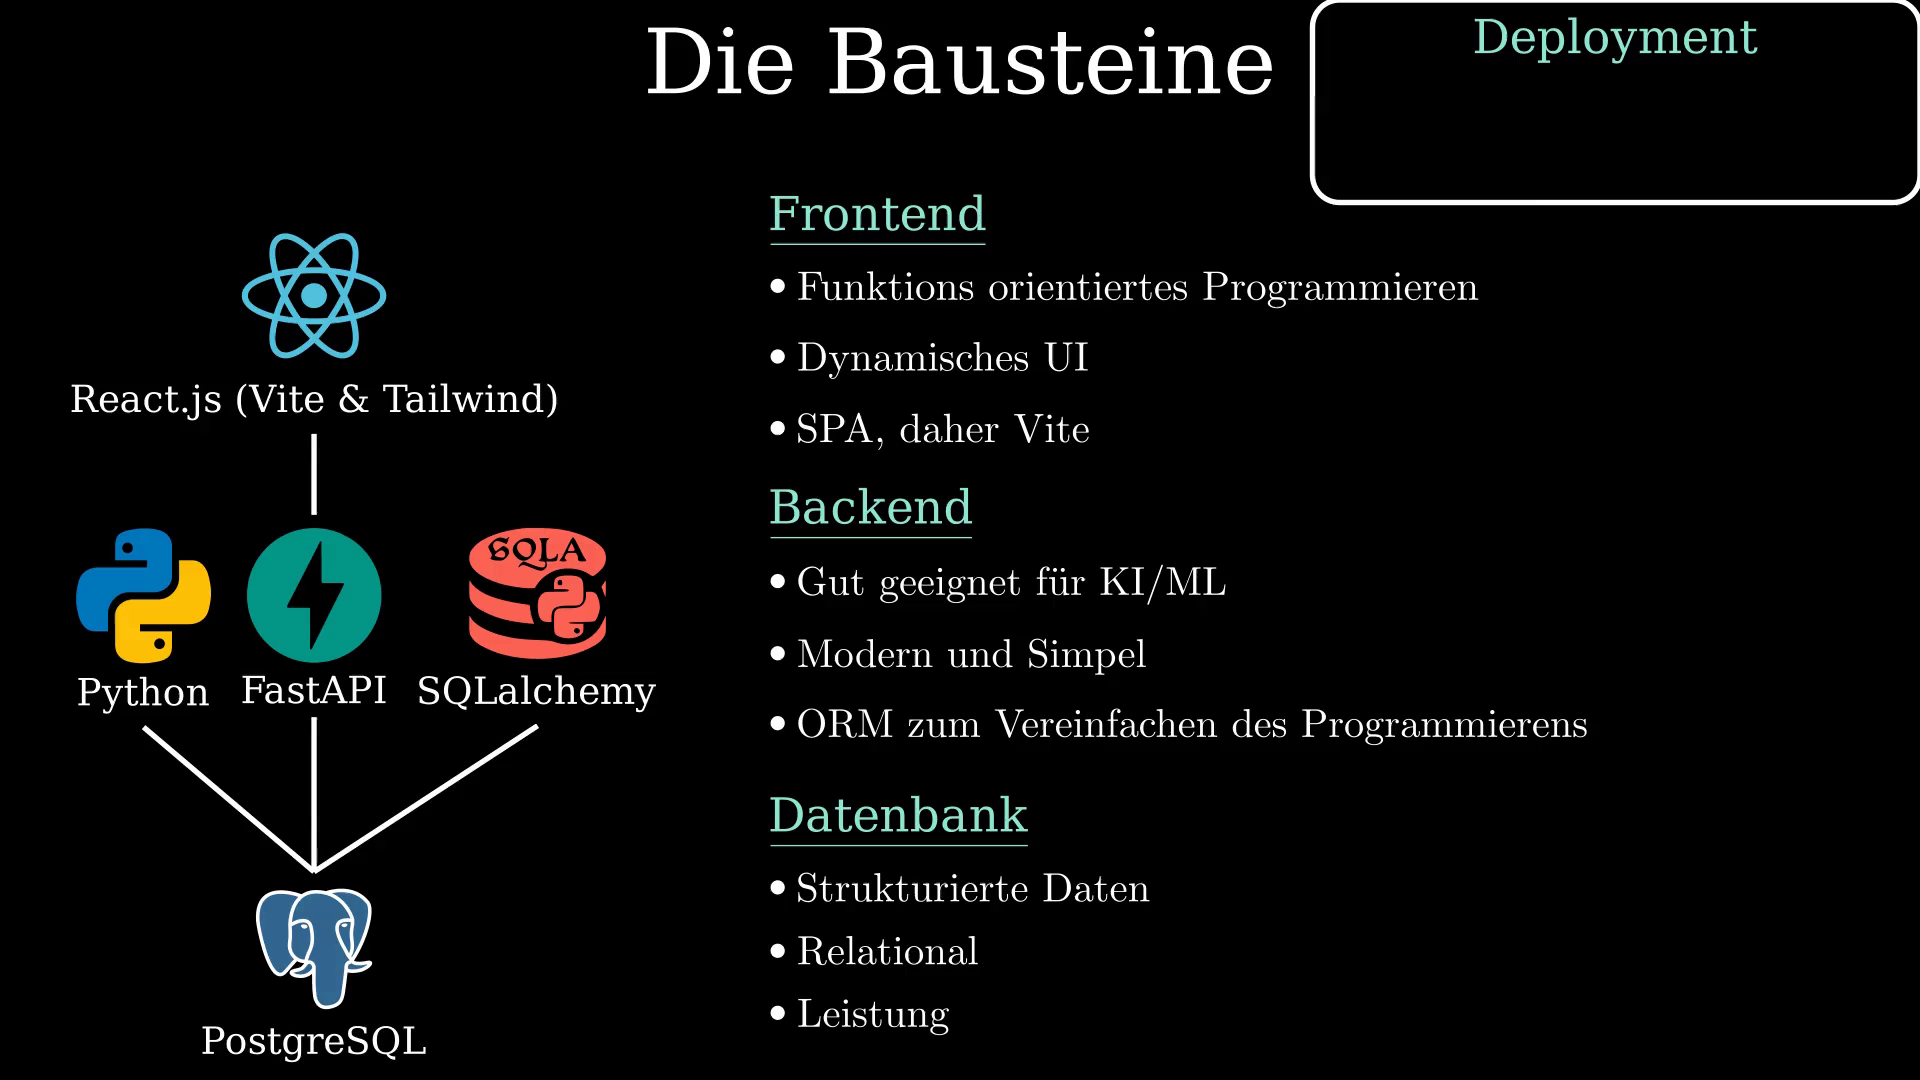 Die Bausteine
Deployment
React.js (Vite & Tailwind)
SQLA
Python
FastAPI
SQLalchemy
PostgreSQL
Frontend
• Funktions orientiertes Programmieren
• Dynamisches UI
• SPA, daher Vite
Backend
• Gut geeignet für KI/ML
• Modern und Simpel
• ORM zum Vereinfachen des Programmierens
Datenbank
• Strukturierte Daten
• Relational
• Leistung